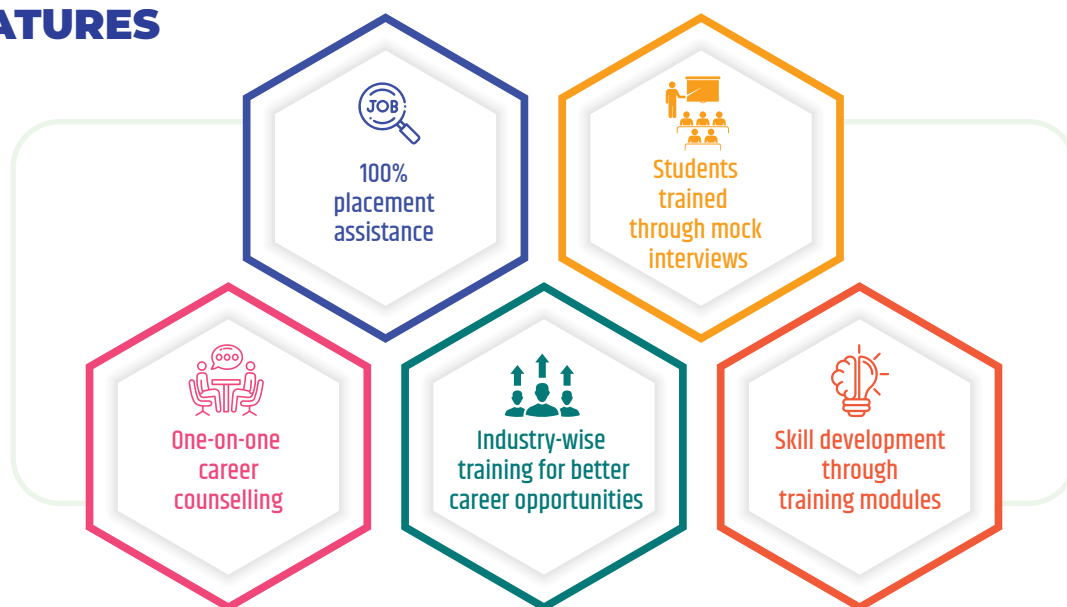 ATURES
JOB
100%
placement
assistance
Students
trained
through mock
interviews
One-on-one
career
counselling
Industry-wise
training for better
career opportunities
Skill development
through
training modules